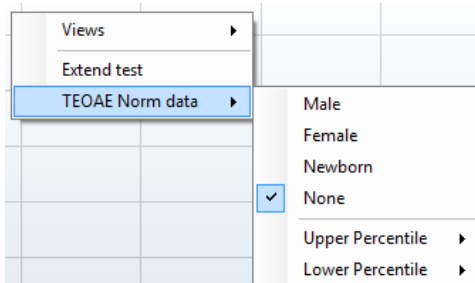 Views
Extend test
TEOAE Norm data
Male
Female
Newborn
None
Upper Percentile
Lower Percentile